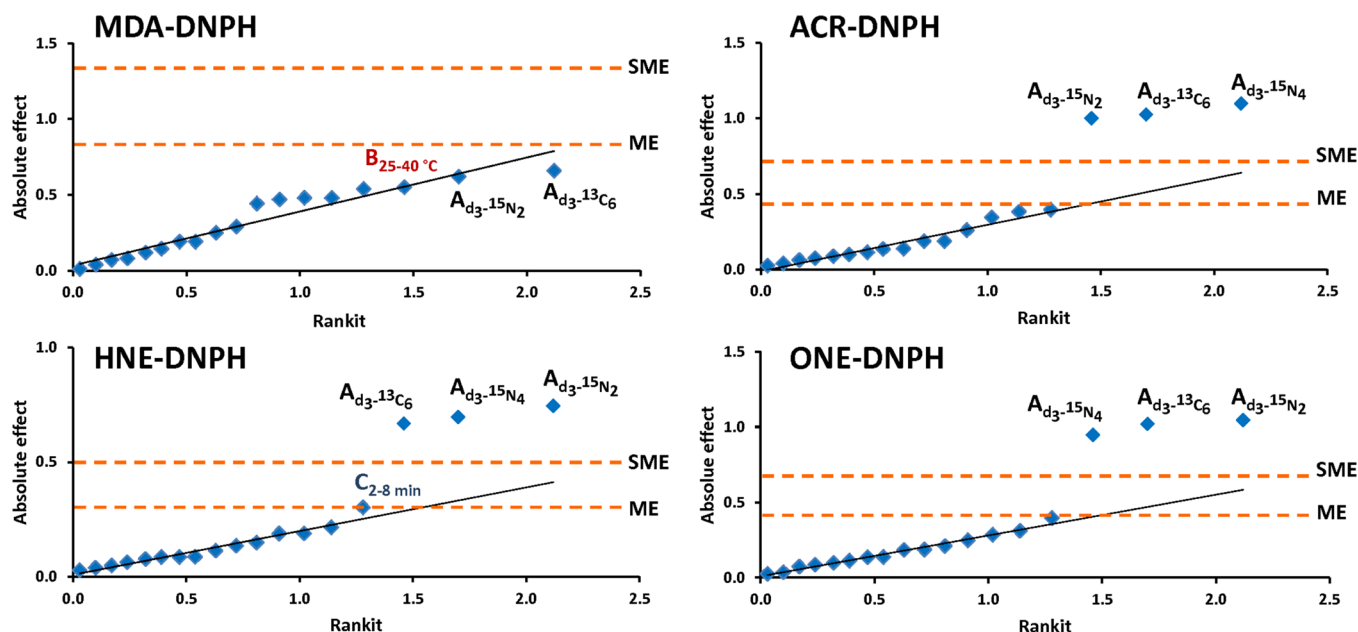 MDA-DNPH
1.5
1.0
0.5
0.0
Absolute effect
SME
ME
B25-40 °C
Ad3-15N2
Ad3-13C6
0.0 0.5 1.0 1.5 2.0 2.5
Rankit
ACR-DNPH
1.5
1.0
0.5
0.0
Absolute effect
Ad3-15N2
Ad3-13C6
Ad3-15N4
SME
ME
0.0 0.5 1.0 1.5 2.0 2.5
Rankit
HNE-DNPH
1.0
0.5
0.0
Absolute effect
Ad3-13C6
Ad3-15N4
Ad3-15N2
SME
C2-8 min
ME
0.0 0.5 1.0 1.5 2.0 2.5
Rankit
ONE-DNPH
1.5
1.0
0.5
0.0
Absolue effect
Ad3-15N4
Ad3-13C6
Ad3-15N2
SME
ME
0.0 0.5 1.0 1.5 2.0 2.5
Rankit